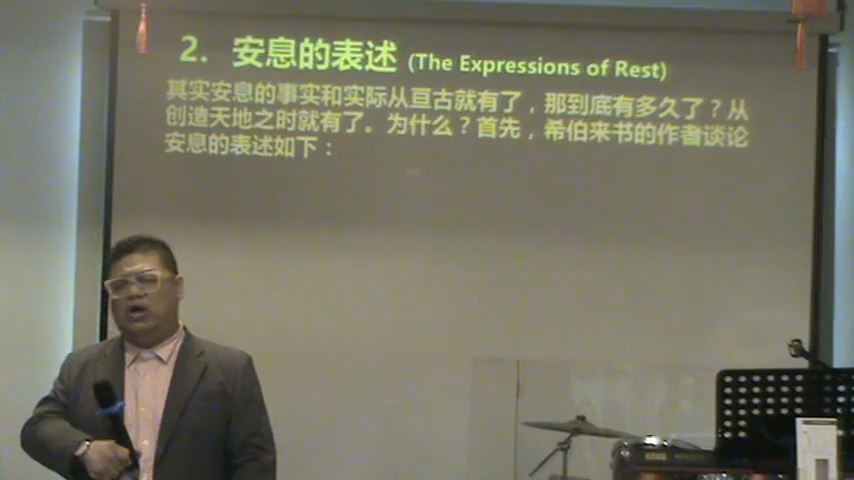 2. 安息的表述 (The Expressions of Rest)
其实安息的事实和实际从亘古就有了，那到底有多久了？从
创造天地之时就有了。为什么？首先，希伯来书的作者谈论
安息的表述如下：
KORG